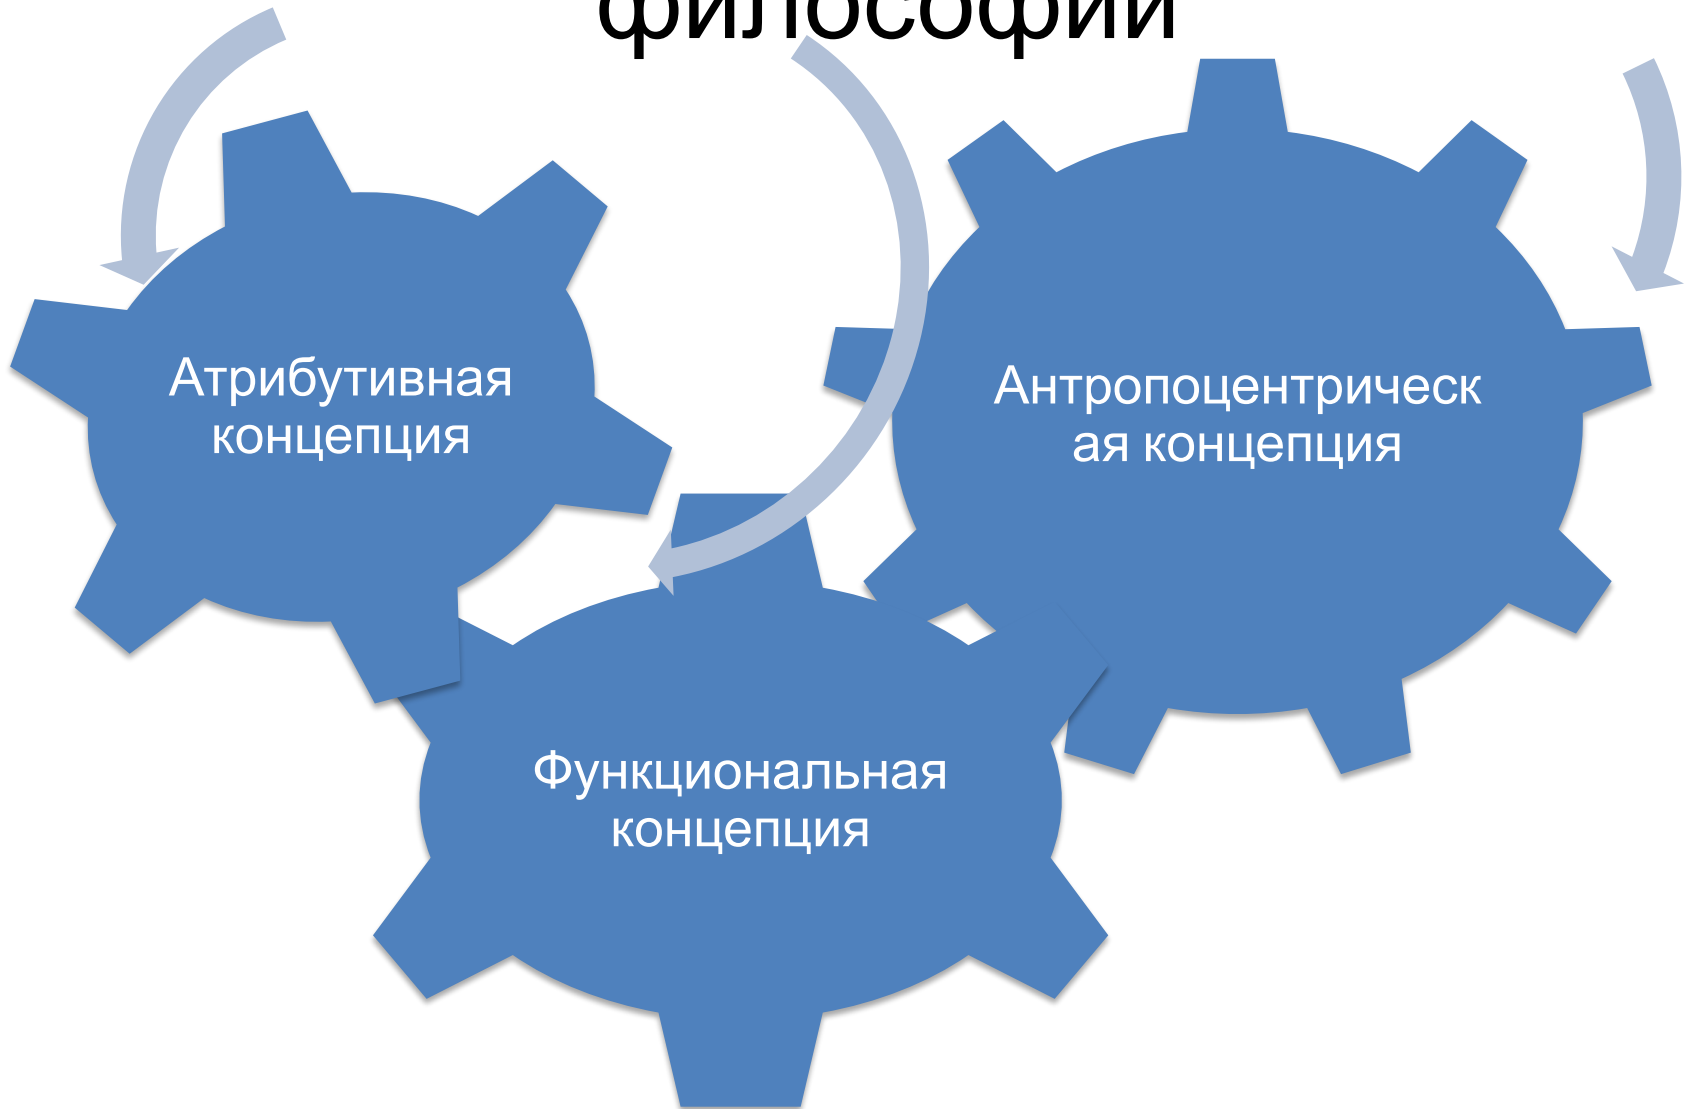 философии
Атрибутивная
концепция
Антропоцентрическ
ая концепция
Функциональная
концепция